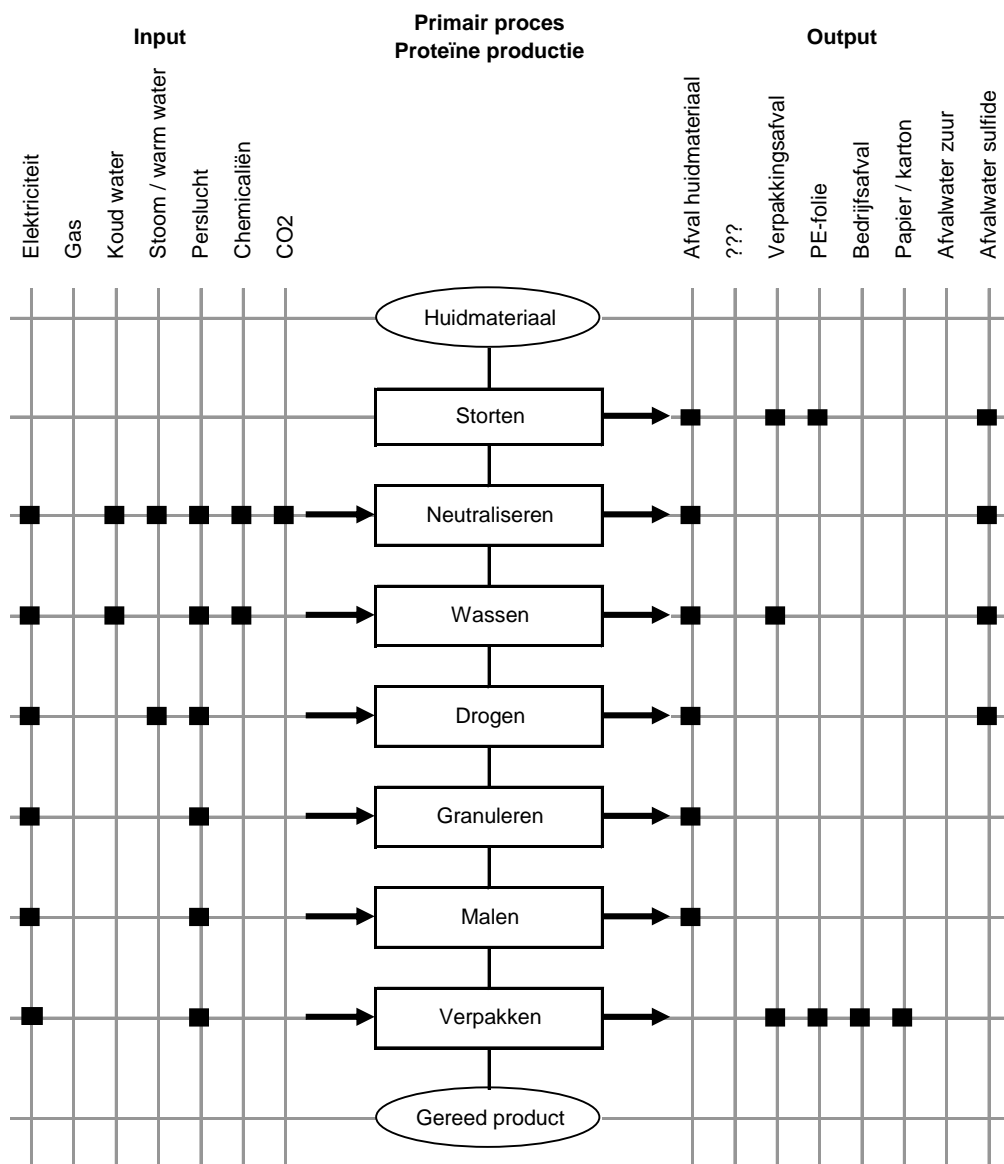 Input
Primair proces
Proteïne productie
Output
Elektriciteit
Gas
Koud water
Stoom / warm water
Perslucht
Chemicaliën
CO2
Afval huidmateriaal
???
Verpakkingsafval
PE-folie
Bedrijfsafval
Papier / karton
Afvalwater zuur
Afvalwater sulfide
Huidmateriaal
Storten
Neutraliseren
Wassen
Drogen
Granuleren
Malen
Verpakken
Gereed product